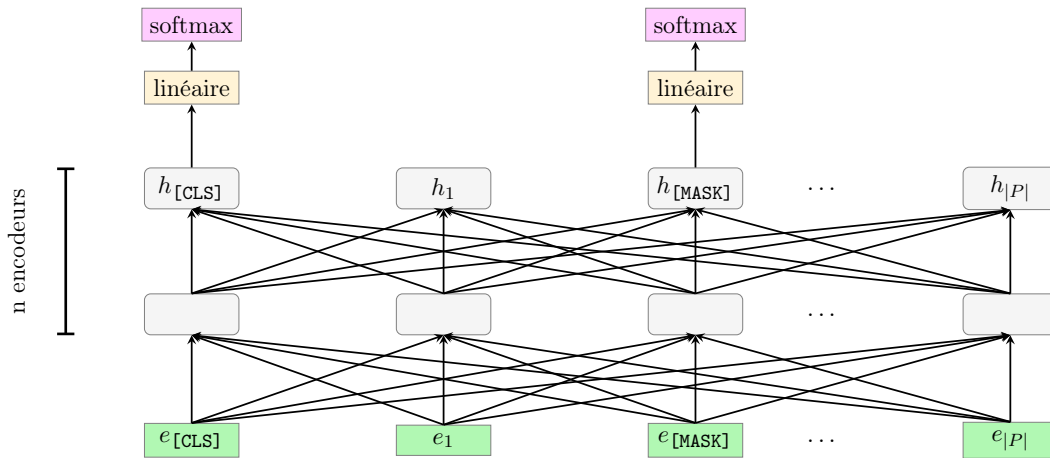 softmax softmax
linéaire linéaire
n encodeurs
h[CLS] h1 h[MASK] ... h|P|
...
e[CLS] e1 e[MASK] ... e|P|